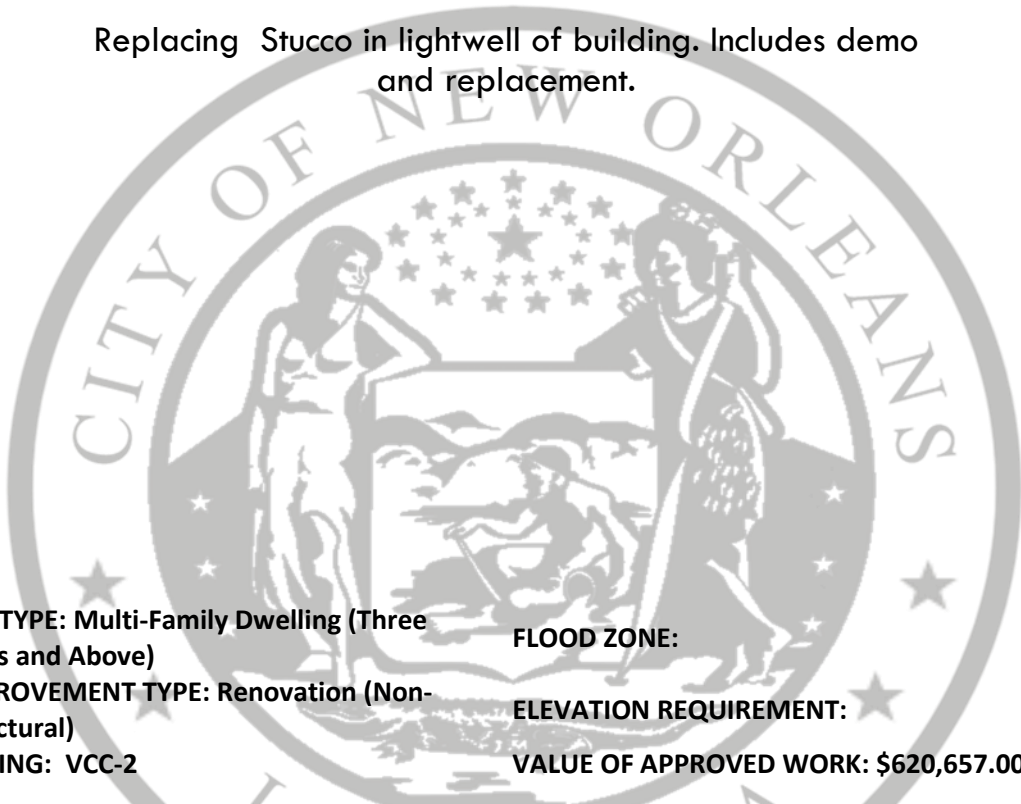 Replacing Stucco in lightwell of building. Includes demo
and replacement.
CITY OF NEW ORLEANS
TYPE: Multi-Family Dwelling (Three
s and Above)
FLOOD ZONE:
ROVEMENT TYPE: Renovation (Non-
ctural)
ELEVATION REQUIREMENT:
ING: VCC-2
VALUE OF APPROVED WORK: $620,657.00